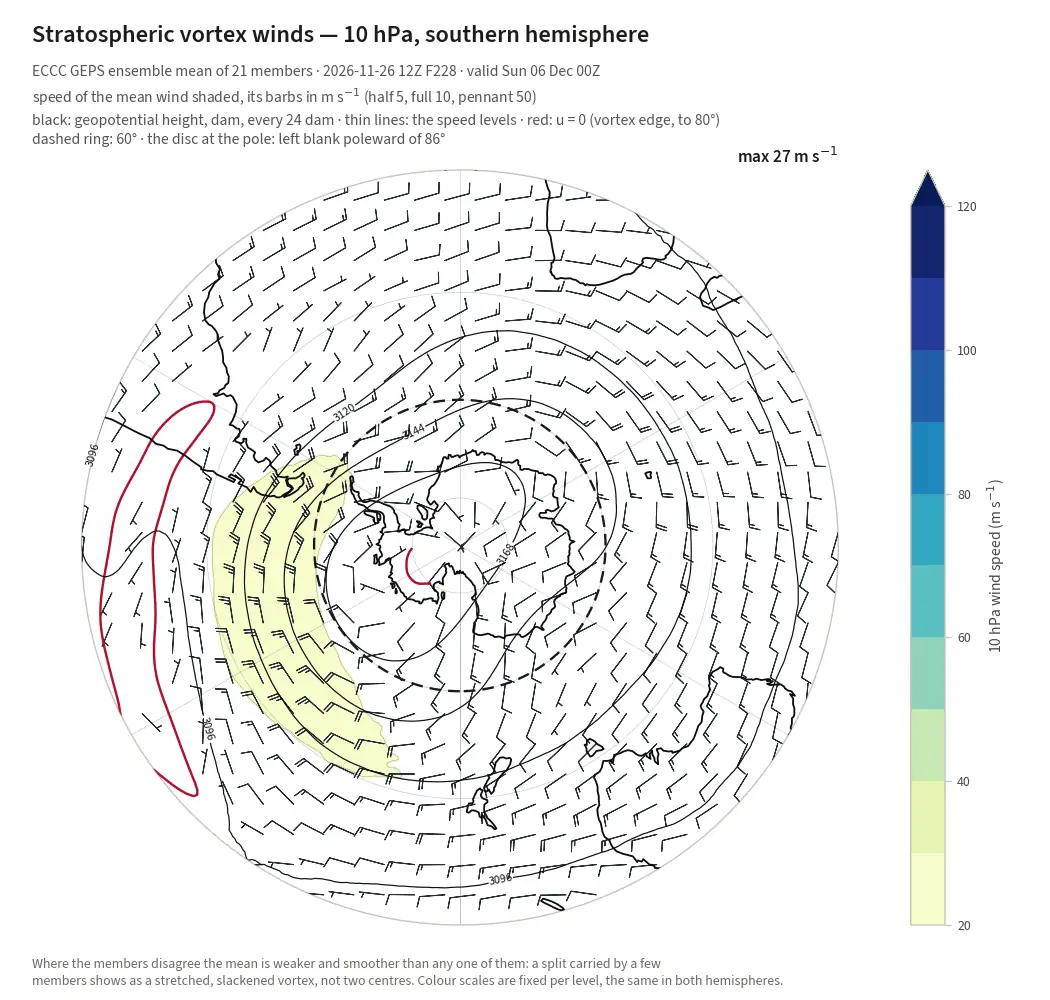 Stratospheric vortex winds — 10 hPa, southern hemisphere
ECCC GEPS ensemble mean of 21 members · 2026-11-26 12Z F228 · valid Sun 06 Dec 00Z
speed of the mean wind shaded, its barbs in m s⁻¹ (half 5, full 10, pennant 50)
black: geopotential height, dam, every 24 dam · thin lines: the speed levels · red: u = 0 (vortex edge, to 80°)
dashed ring: 60° · the disc at the pole: left blank poleward of 86°
max 27 m s⁻¹
120
100
80
60
40
20
10 hPa wind speed (m s⁻¹)
3120
3144
3096
3168
3096
3096
Where the members disagree the mean is weaker and smoother than any one of them: a split carried by a few
members shows as a stretched, slackened vortex, not two centres. Colour scales are fixed per level, the same in both hemispheres.